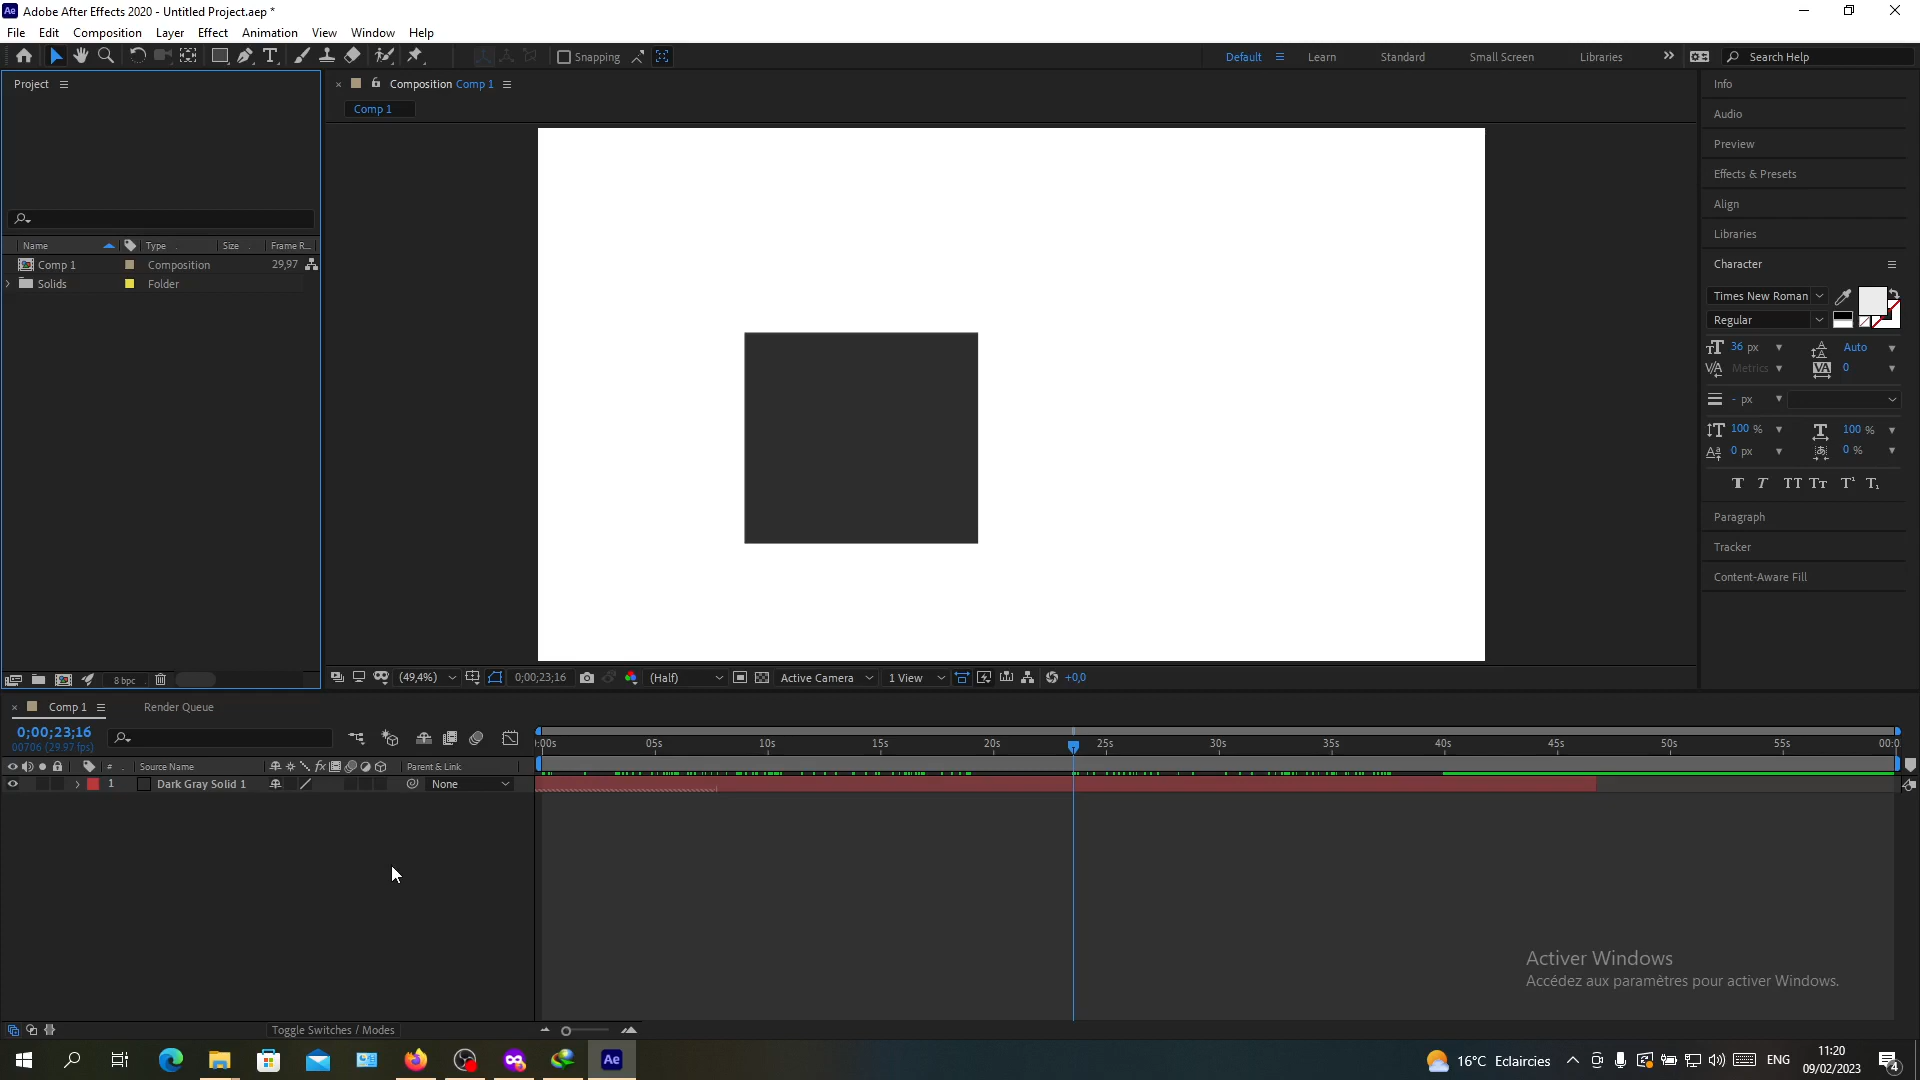 Adobe After Effects 2020 - Untitled Project.aep *
File Edit Composition Layer Effect Animation View Window Help
Snapping
Default Learn Standard Small Screen Libraries Search Help
Project
Composition Comp 1
Comp 1
Name Type Size Frame R...
Comp 1 Composition 29,97
Solids Folder
8 bpc
(49,4%) 0;00;23;16 (Half) Active Camera 1 View +0,0
Info
Audio
Preview
Effects & Presets
Align
Libraries
Character
Times New Roman
Regular
36 px Auto
Metrics 0
- px
100 % 100 %
0 px 0 %
Paragraph
Tracker
Content-Aware Fill
Comp 1 Render Queue
0;00;23;16
00706 (29.97 fps)
:00s 05s 10s 15s 20s 25s 30s 35s 40s 45s 50s 55s 00:0
# Source Name Parent & Link
1 Dark Gray Solid 1 None
Activer Windows
Accédez aux paramètres pour activer Windows.
Toggle Switches / Modes
16°C Eclaircies ENG 11:20
09/02/2023
4